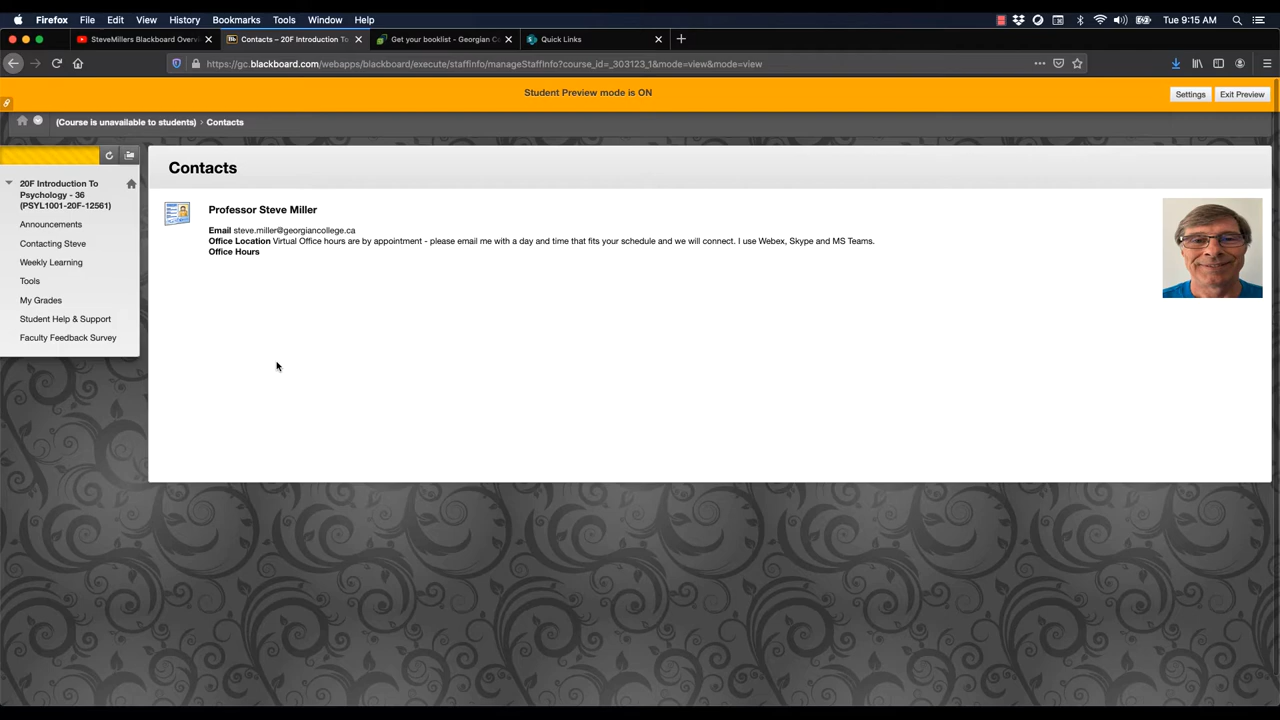 Firefox File Edit View History Bookmarks Tools Window Help Tue 9:15 AM
SteveMillers Blackboard Overvi Contacts – 20F Introduction To Get your booklist - Georgian C Quick Links
https://gc.blackboard.com/webapps/blackboard/execute/staffinfo/manageStaffInfo?course_id=_303123_1&mode=view&mode=view
Student Preview mode is ON Settings Exit Preview
(Course is unavailable to students) > Contacts
Contacts
20F Introduction To
Psychology - 36
(PSYL1001-20F-12561)
Announcements
Contacting Steve
Weekly Learning
Tools
My Grades
Student Help & Support
Faculty Feedback Survey
Professor Steve Miller
Email steve.miller@georgiancollege.ca
Office Location Virtual Office hours are by appointment - please email me with a day and time that fits your schedule and we will connect. I use Webex, Skype and MS Teams.
Office Hours